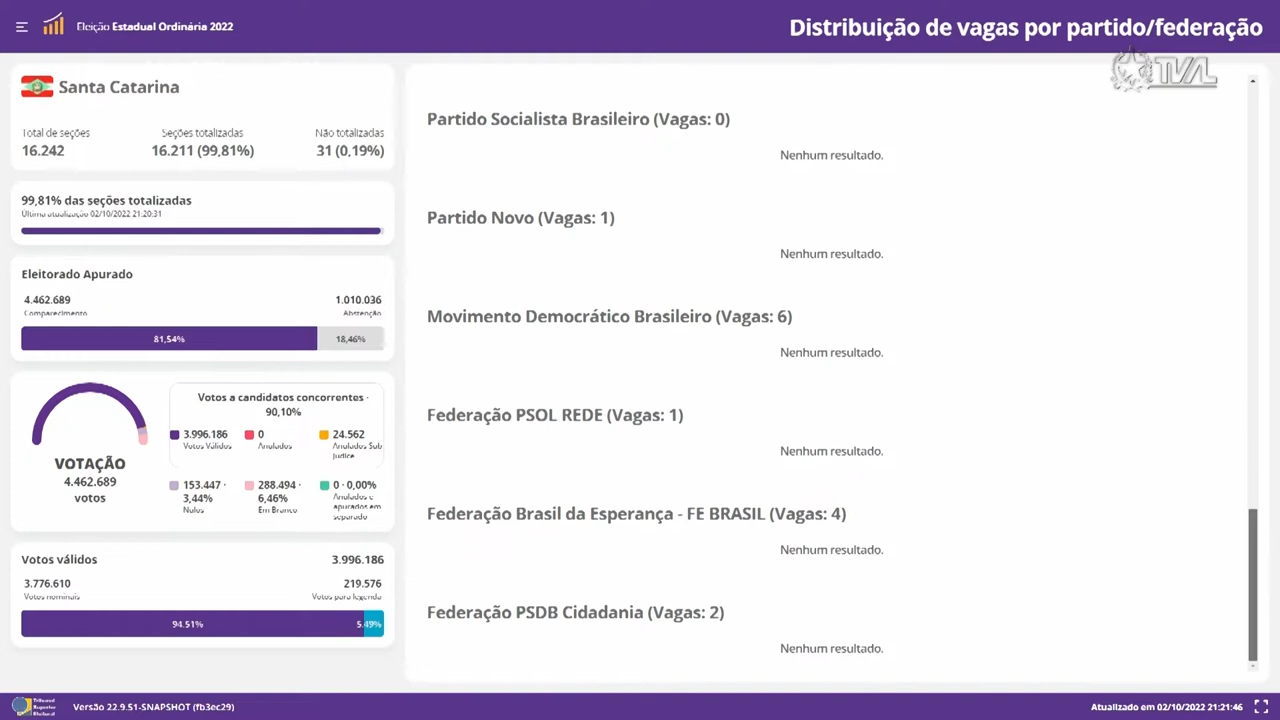 Eleição Estadual Ordinária 2022
Distribuição de vagas por partido/federação
TVAL
Santa Catarina
Total de seções
Seções totalizadas
Não totalizadas
16.242
16.211 (99,81%)
31 (0,19%)
99,81% das seções totalizadas
Última atualização 02/10/2022 21:20:31
Eleitorado Apurado
4.462.689
1.010.036
Comparecimento
Abstenção
81,54%
18,46%
VOTAÇÃO
4.462.689
votos
Votos a candidatos concorrentes ·
90,10%
3.996.186
Votos Válidos
0
Anulados
24.562
Anulados Sub
Judice
153.447 ·
3,44%
Nulos
288.494 ·
6,46%
Em Branco
0 · 0,00%
Anulados e
apurados em
separado
Votos válidos
3.996.186
3.776.610
219.576
Votos nominais
Votos para legenda
94.51%
5.49%
Partido Socialista Brasileiro (Vagas: 0)
Nenhum resultado.
Partido Novo (Vagas: 1)
Nenhum resultado.
Movimento Democrático Brasileiro (Vagas: 6)
Nenhum resultado.
Federação PSOL REDE (Vagas: 1)
Nenhum resultado.
Federação Brasil da Esperança - FE BRASIL (Vagas: 4)
Nenhum resultado.
Federação PSDB Cidadania (Vagas: 2)
Nenhum resultado.
Tribunal
Superior
Eleitoral
Versão 22.9.51-SNAPSHOT (fb3ec29)
Atualizado em 02/10/2022 21:21:46